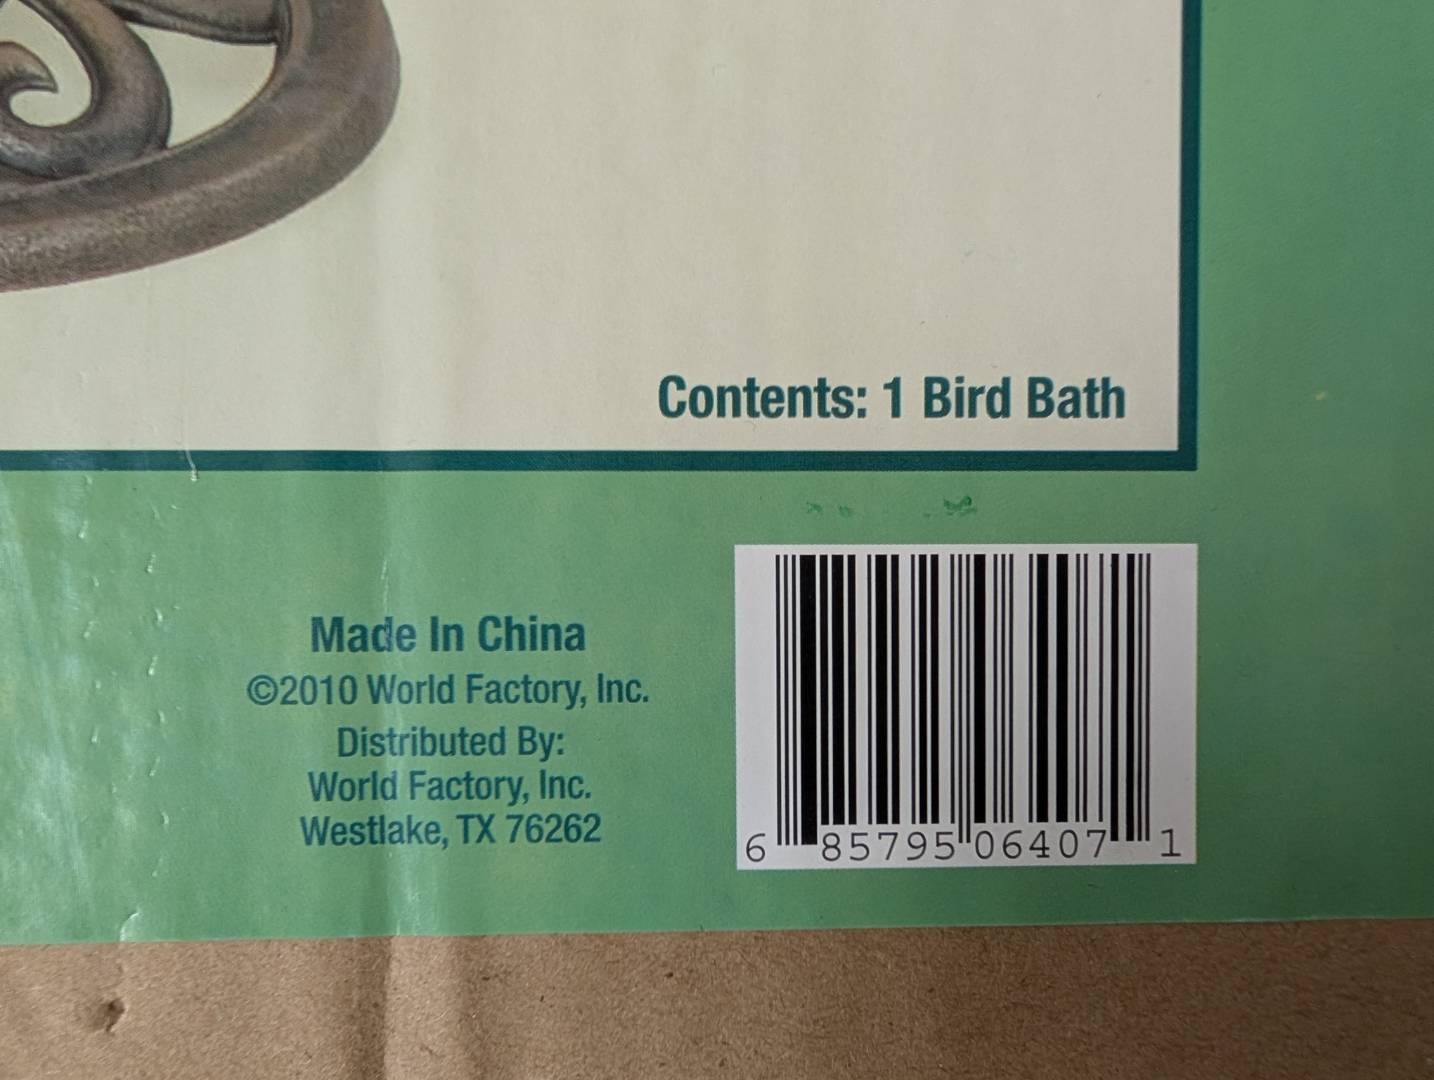 Contents: 1 Bird Bath
Made In China
©2010 World Factory, Inc.
Distributed By:
World Factory, Inc.
Westlake, TX 76262
6 85795 06407 1